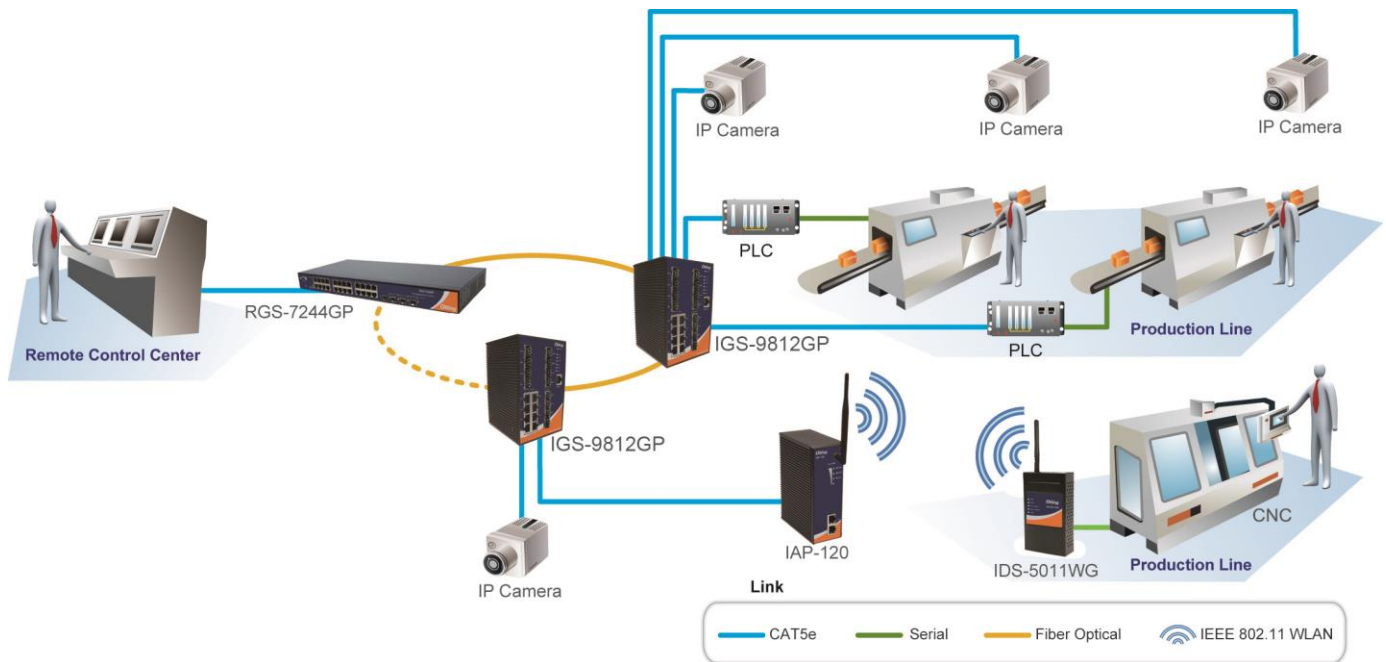 IP Camera
IP Camera
IP Camera
PLC
RGS-7244GP
IGS-9812GP
PLC
Production Line
Remote Control Center
IGS-9812GP
CNC
IAP-120
IDS-5011WG
Production Line
IP Camera
Link
CAT5e
Serial
Fiber Optical
IEEE 802.11 WLAN